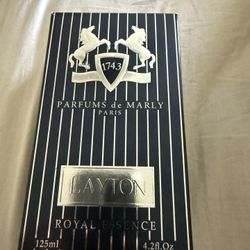 1743
PARFUMS de MARLY
PARIS
LAYTON
ROYAL ESSENCE
125ml 4.2fl.Oz